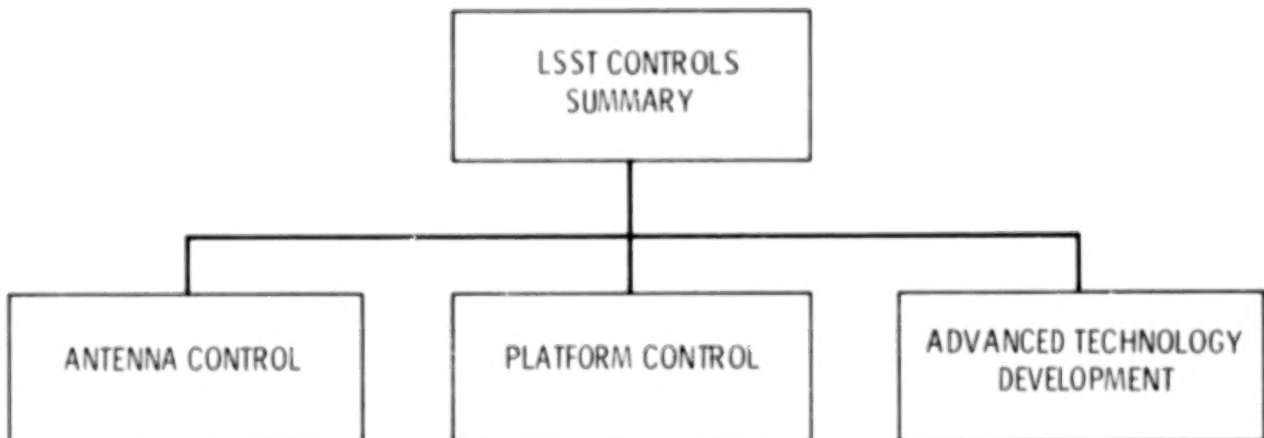 LSST CONTROLS
SUMMARY
ANTENNA CONTROL
PLATFORM CONTROL
ADVANCED TECHNOLOGY
DEVELOPMENT